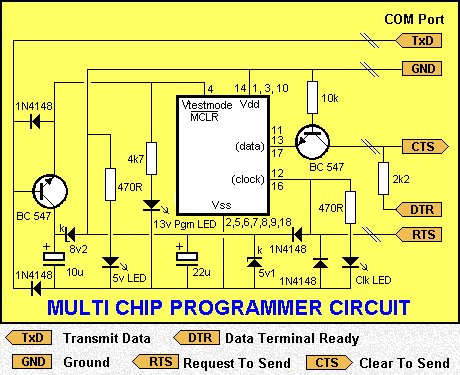 COM Port
TxD
GND
4
14
1, 3, 10
1N4148
Vtestmode
MCLR
Vdd
10k
11
13
17
(data)
BC 547
CTS
4k7
470R
(clock)
12
16
2k2
470R
BC 547
Vss
DTR
13v Pgm LED
2,5,6,7,8,9,18
1N4148
RTS
k
8v2
+
10u
5v LED
+
22u
k
5v1
1N4148
Clk LED
1N4148
MULTI CHIP PROGRAMMER CIRCUIT
TxD Transmit Data DTR Data Terminal Ready
GND Ground RTS Request To Send CTS Clear To Send